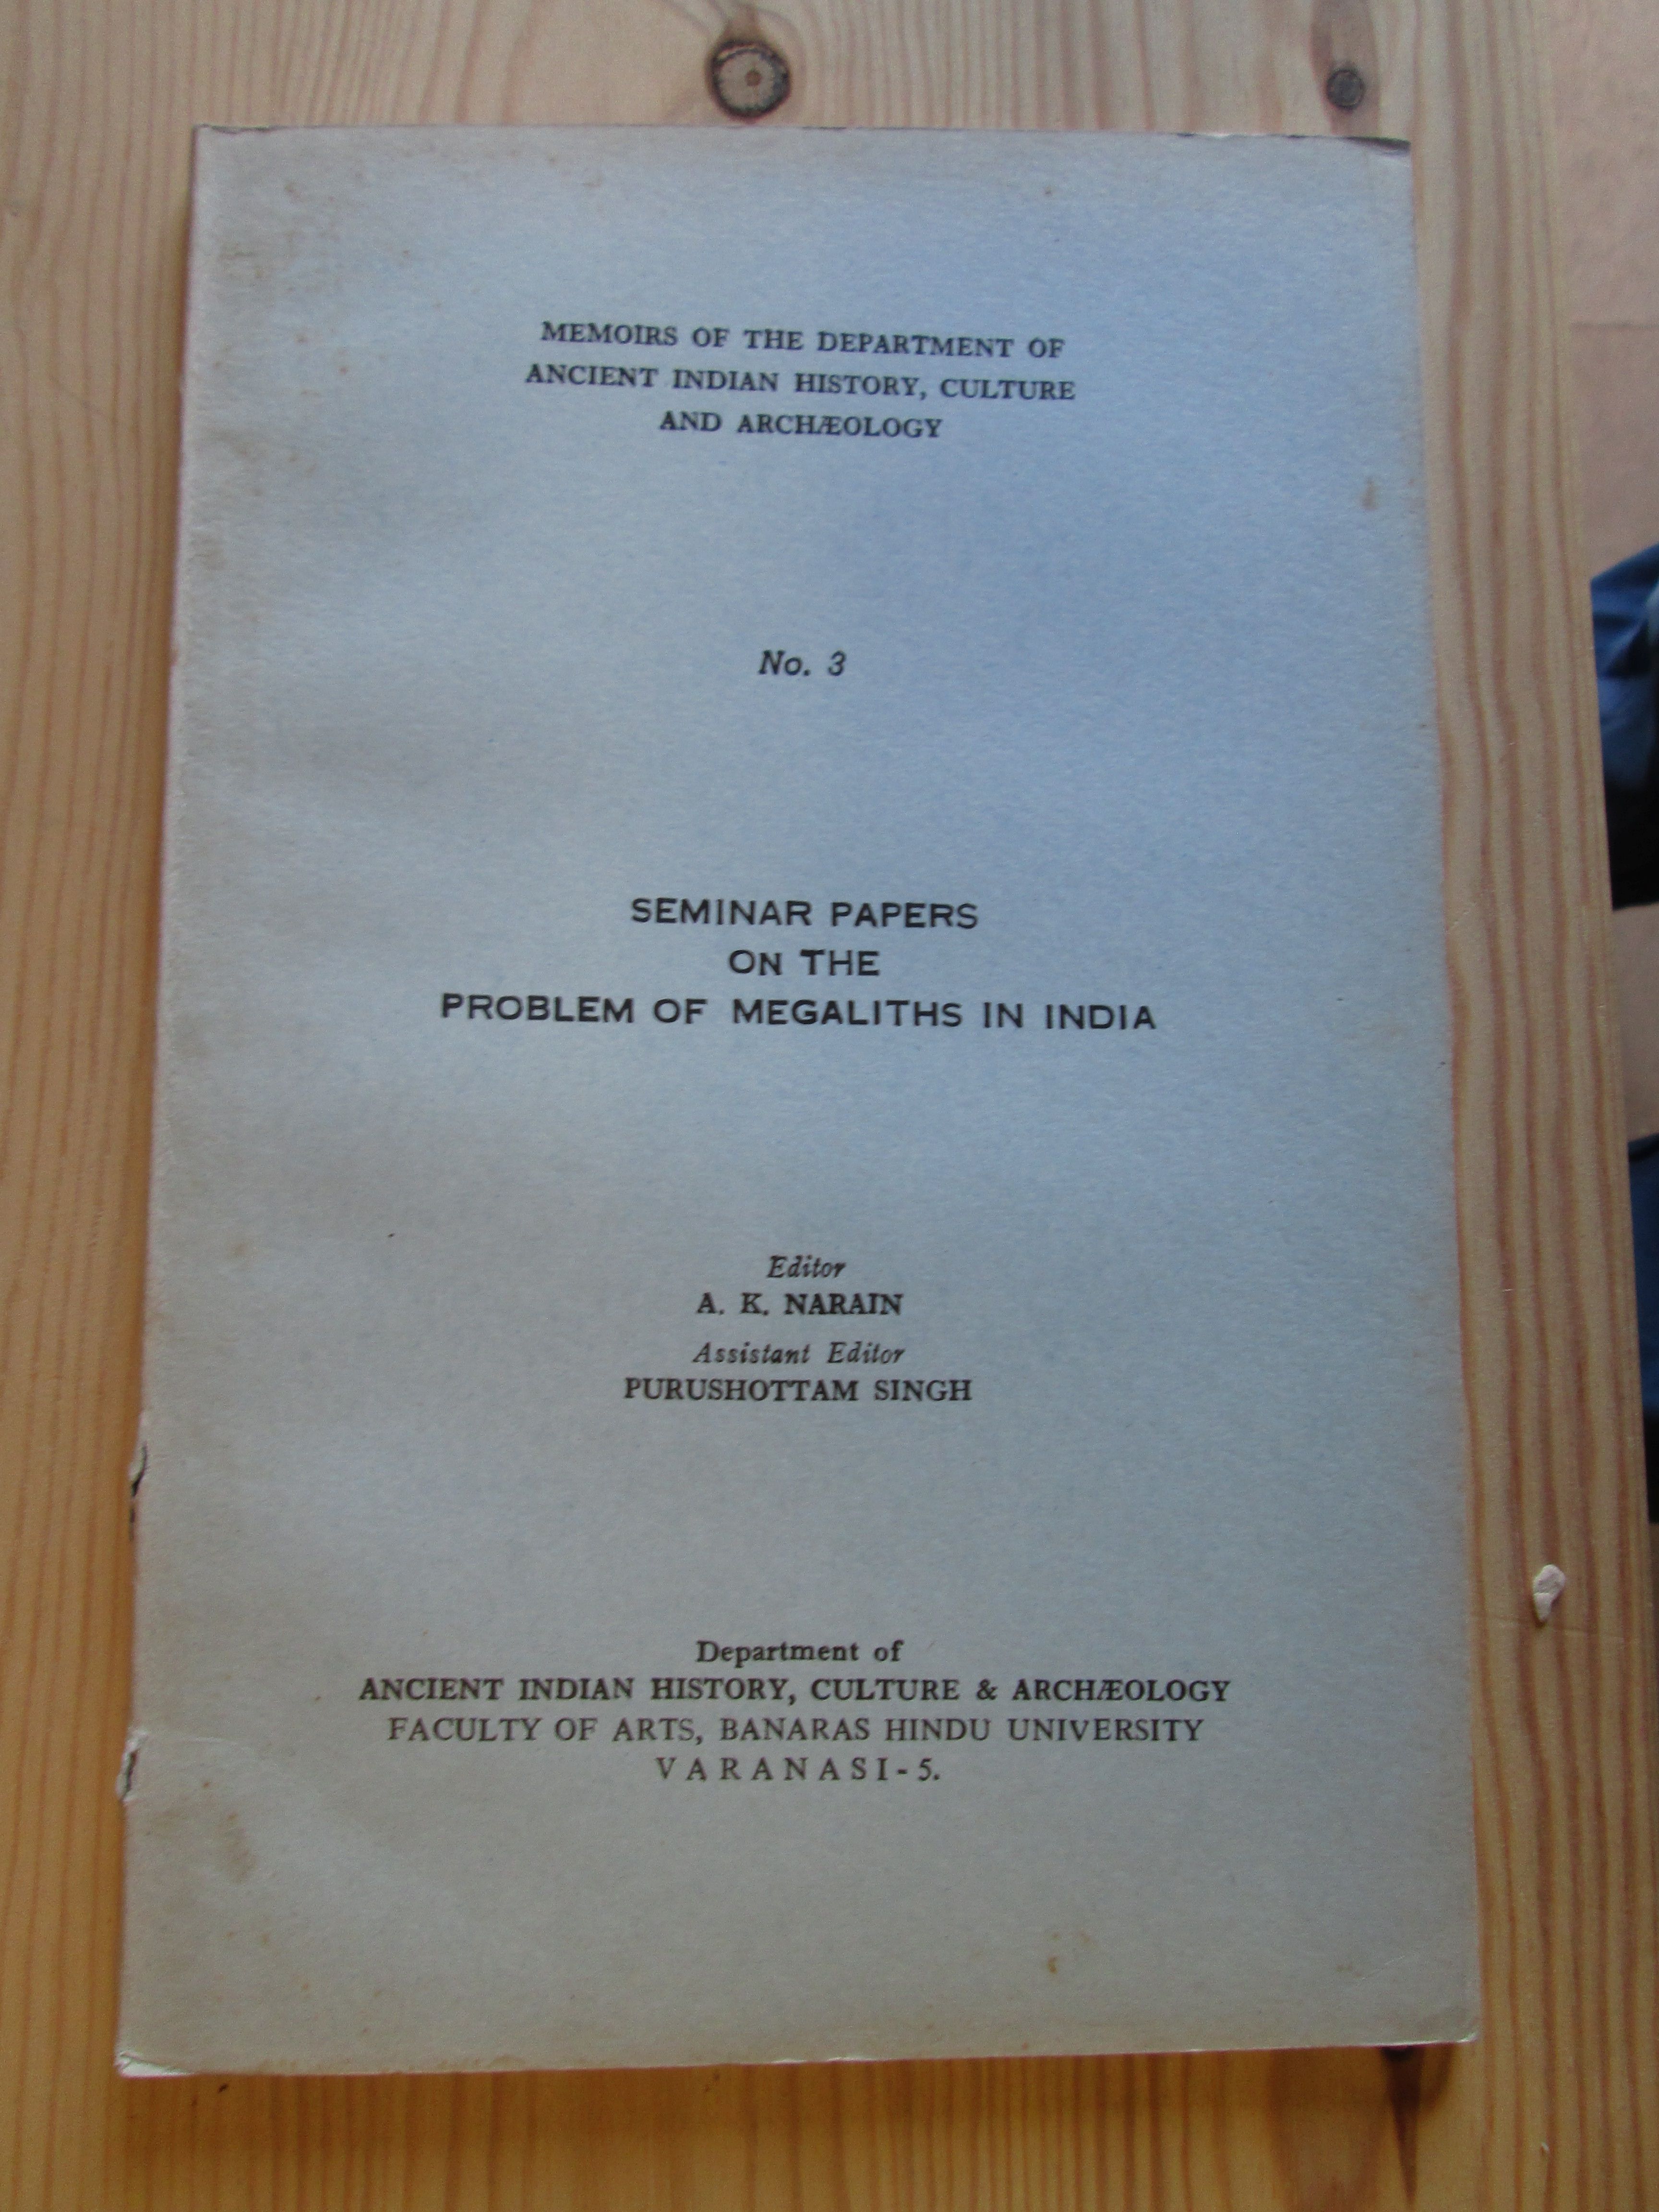 MEMOIRS OF THE DEPARTMENT OF
ANCIENT INDIAN HISTORY, CULTURE
AND ARCHÆOLOGY
No. 3
SEMINAR PAPERS
ON THE
PROBLEM OF MEGALITHS IN INDIA
Editor
A. K. NARAIN
Assistant Editor
PURUSHOTTAM SINGH
Department of
ANCIENT INDIAN HISTORY, CULTURE & ARCHÆOLOGY
FACULTY OF ARTS, BANARAS HINDU UNIVERSITY
VARANASI-5.